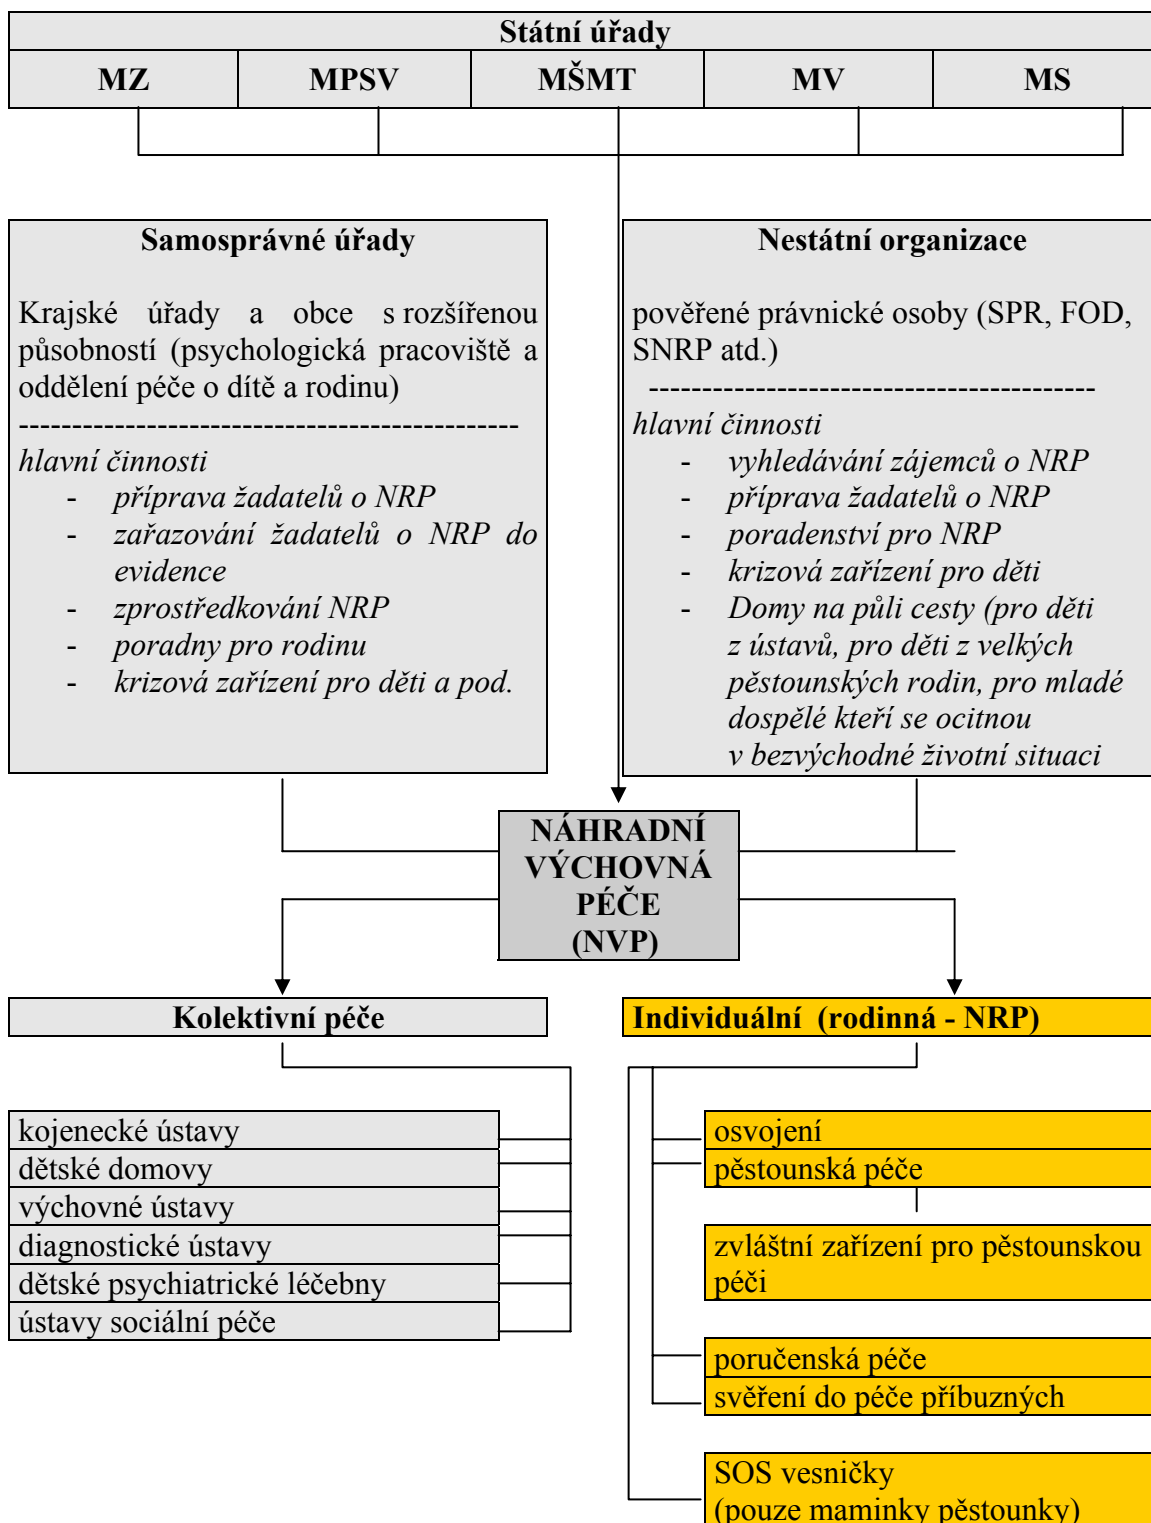 Státní úřady
MZ MPSV MŠMT MV MS
Samosprávné úřady
Krajské úřady a obce s rozšířenou
působností (psychologická pracoviště a
oddělení péče o dítě a rodinu)
-----------------------------------------------
hlavní činnosti
- příprava žadatelů o NRP
- zařazování žadatelů o NRP do
evidence
- zprostředkování NRP
- poradny pro rodinu
- krizová zařízení pro děti a pod.
Nestátní organizace
pověřené právnické osoby (SPR, FOD,
SNRP atd.)
------------------------------------------
hlavní činnosti
- vyhledávání zájemců o NRP
- příprava žadatelů o NRP
- poradenství pro NRP
- krizová zařízení pro děti
- Domy na půli cesty (pro děti
z ústavů, pro děti z velkých
pěstounských rodin, pro mladé
dospělé kteří se ocitnou
v bezvýchodné životní situaci
NÁHRADNÍ
VÝCHOVNÁ
PÉČE
(NVP)
Kolektivní péče
kojenecké ústavy
dětské domovy
výchovné ústavy
diagnostické ústavy
dětské psychiatrické léčebny
ústavy sociální péče
Individuální (rodinná - NRP)
osvojení
pěstounská péče
zvláštní zařízení pro pěstounskou
péči
poručenská péče
svěření do péče příbuzných
SOS vesničky
(pouze maminky pěstounky)